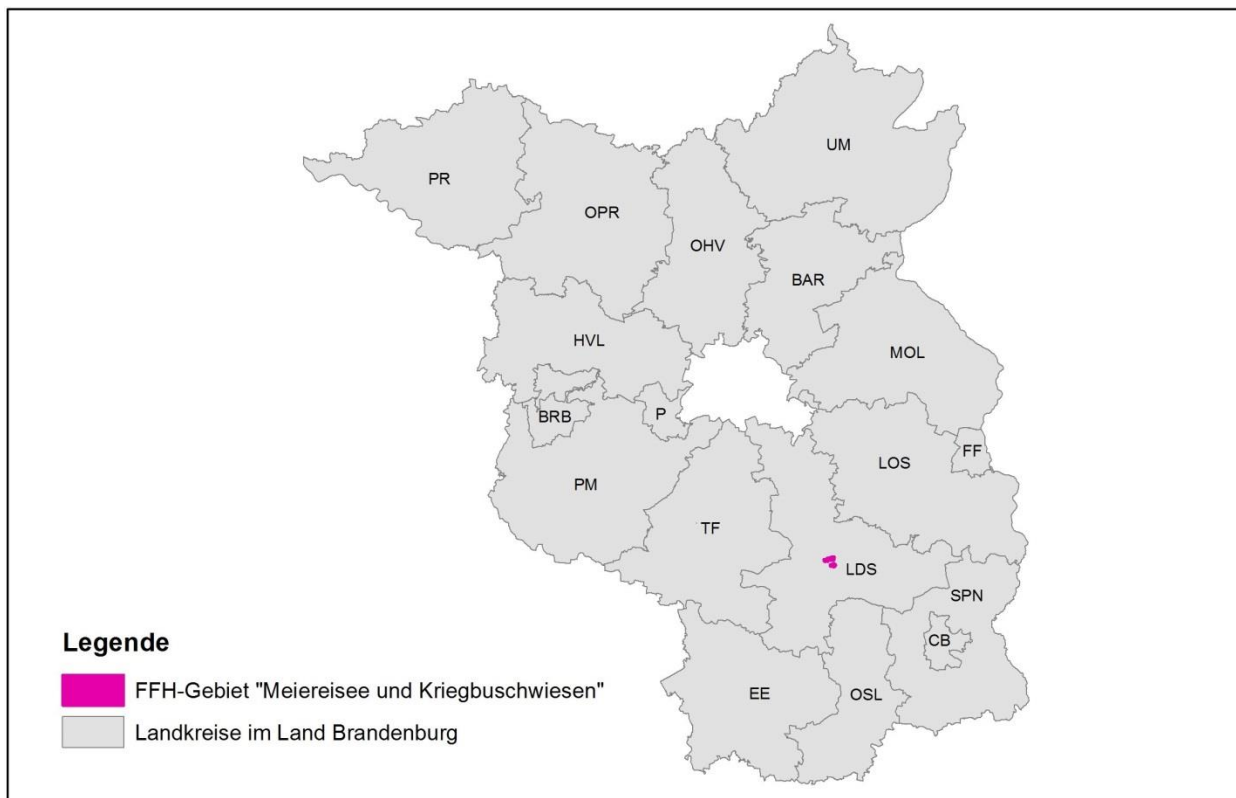 UM
PR
OPR
OHV
BAR
HVL
MOL
BRB
P
LOS
FF
PM
TF
LDS
SPN
CB
EE
OSL
Legende
FFH-Gebiet "Meiereisee und Kriegbuschwiesen"
Landkreise im Land Brandenburg